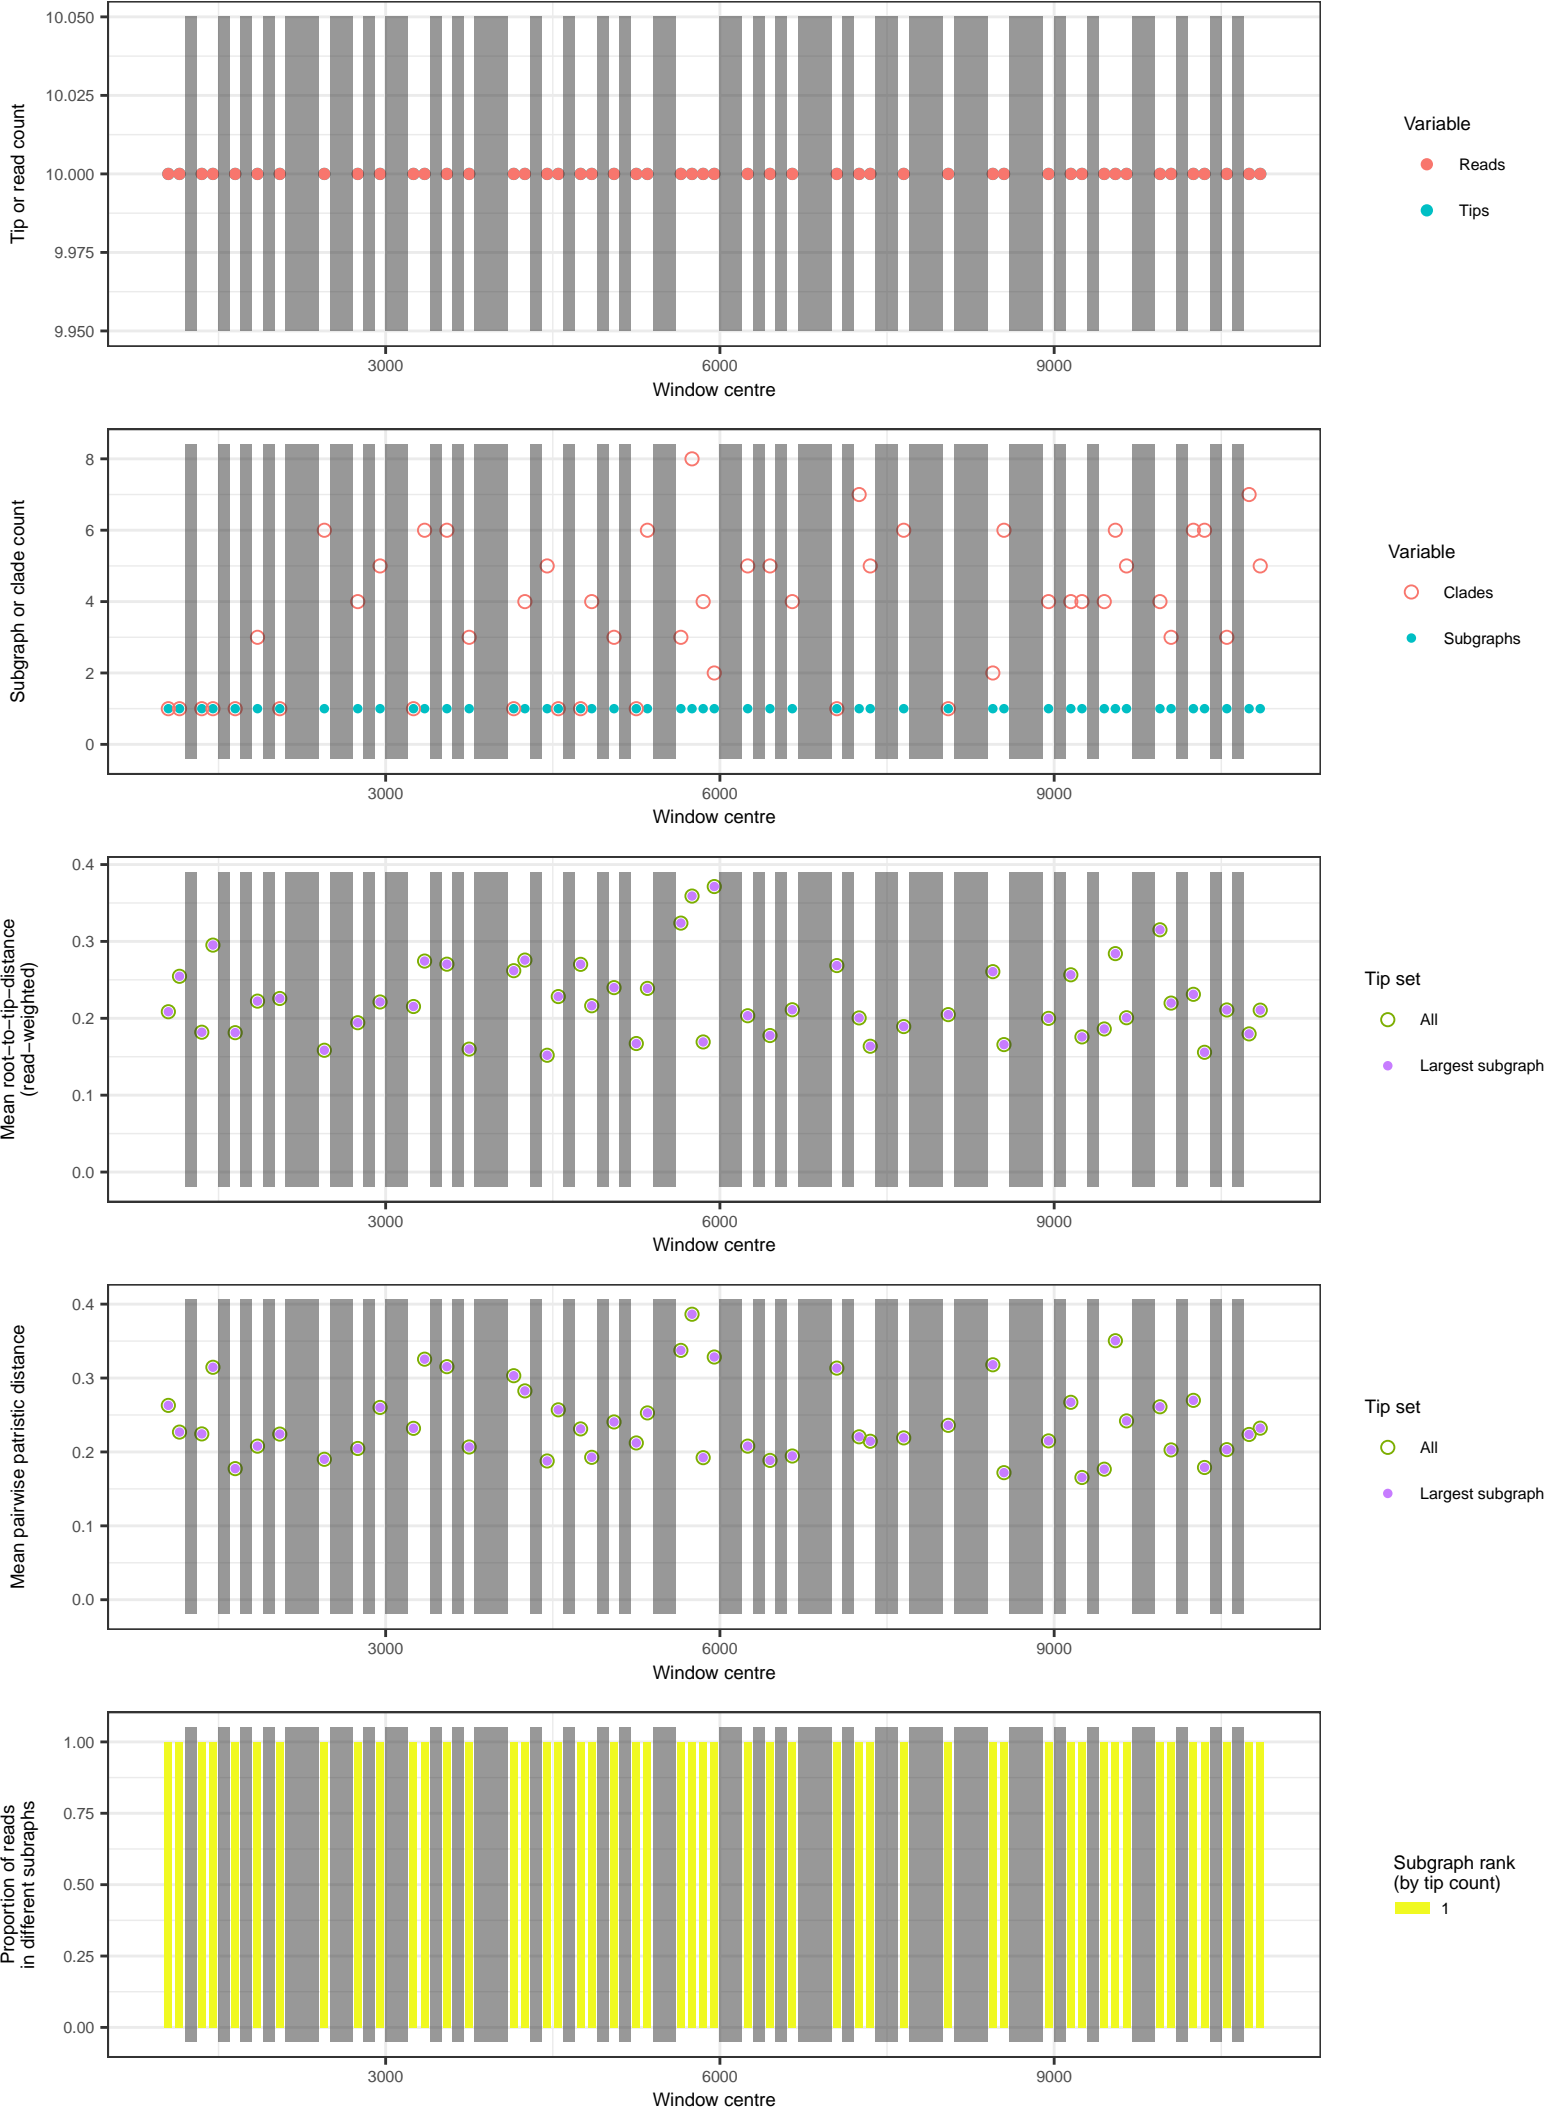 10.050
10.025
10.000
9.975
9.950
Tip or read count
3000
6000
9000
Window centre
Variable
Reads
Tips
8
6
4
2
0
Subgraph or clade count
3000
6000
9000
Window centre
Variable
Clades
Subgraphs
0.4
0.3
0.2
0.1
0.0
Mean root−to−tip−distance
(read−weighted)
3000
6000
9000
Window centre
Tip set
All
Largest subgraph
0.4
0.3
0.2
0.1
0.0
Mean pairwise patristic distance
3000
6000
9000
Window centre
Tip set
All
Largest subgraph
1.00
0.75
0.50
0.25
0.00
Proportion of reads
in different subraphs
3000
6000
9000
Window centre
Subgraph rank
(by tip count)
1